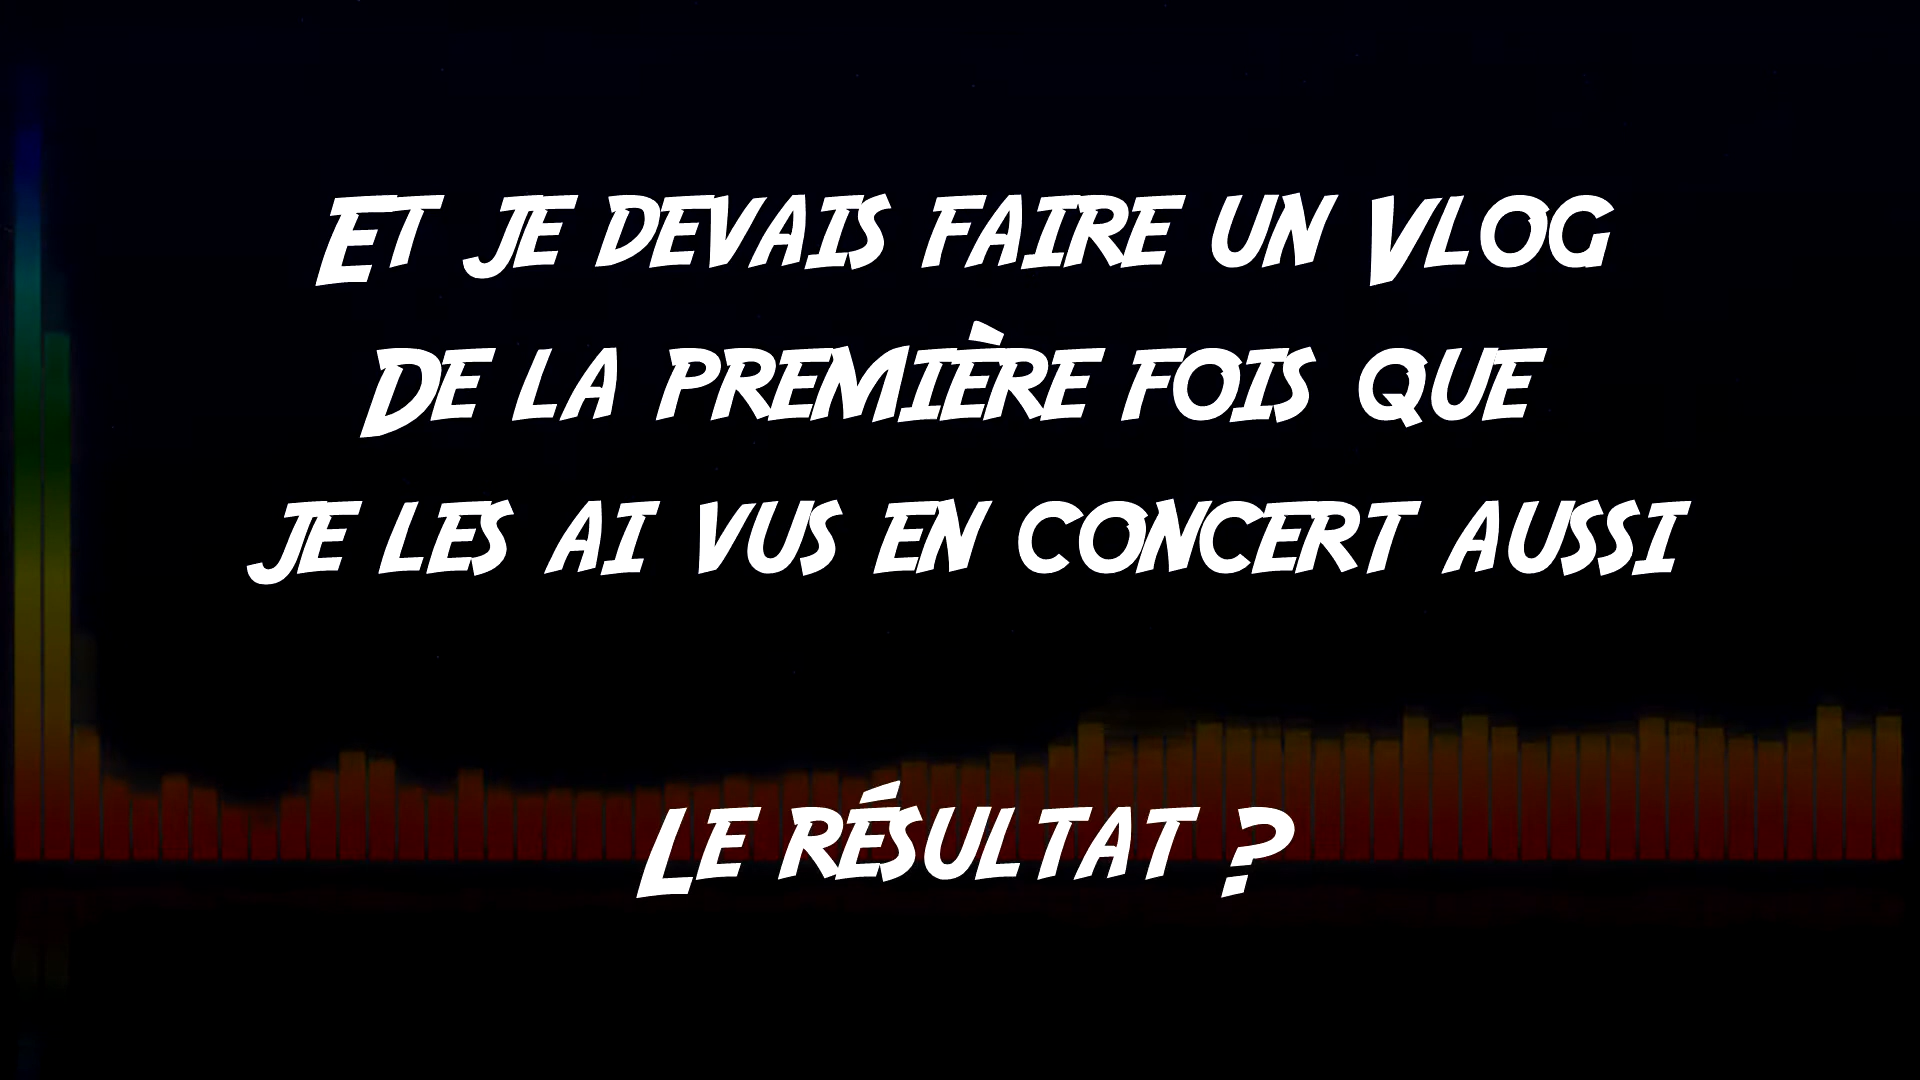 Et je devais faire un Vlog
De la première fois que
je les ai vus en concert aussi
Le résultat ?